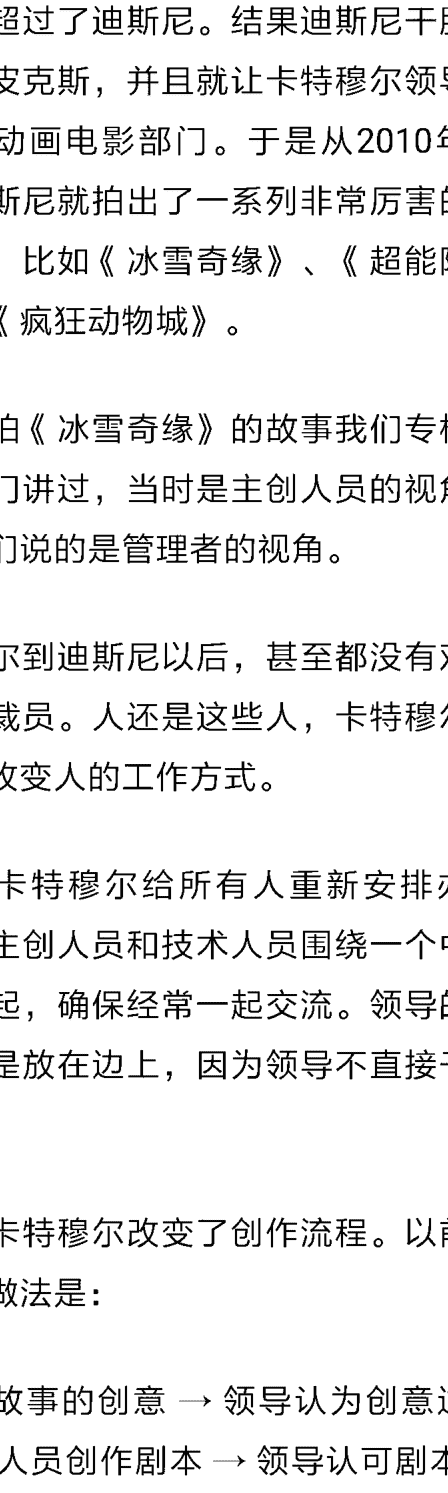 超过了迪斯尼。结果迪斯尼干
皮克斯，并且就让卡特穆尔领
动画电影部门。于是从2010年
斯尼就拍出了一系列非常厉害的
比如《冰雪奇缘》、《超能
《疯狂动物城》。
拍《冰雪奇缘》的故事我们专
门讲过，当时是主创人员的视角
们说的是管理者的视角。
尔到迪斯尼以后，甚至都没有
裁员。人还是这些人，卡特穆尔
改变人的工作方式。
卡特穆尔给所有人重新安排
主创人员和技术人员围绕一个中
起，确保经常一起交流。领导的
是放在边上，因为领导不直接干
卡特穆尔改变了创作流程。以前
做法是：
故事的创意 → 领导认为创意
人员创作剧本 → 领导认可剧本